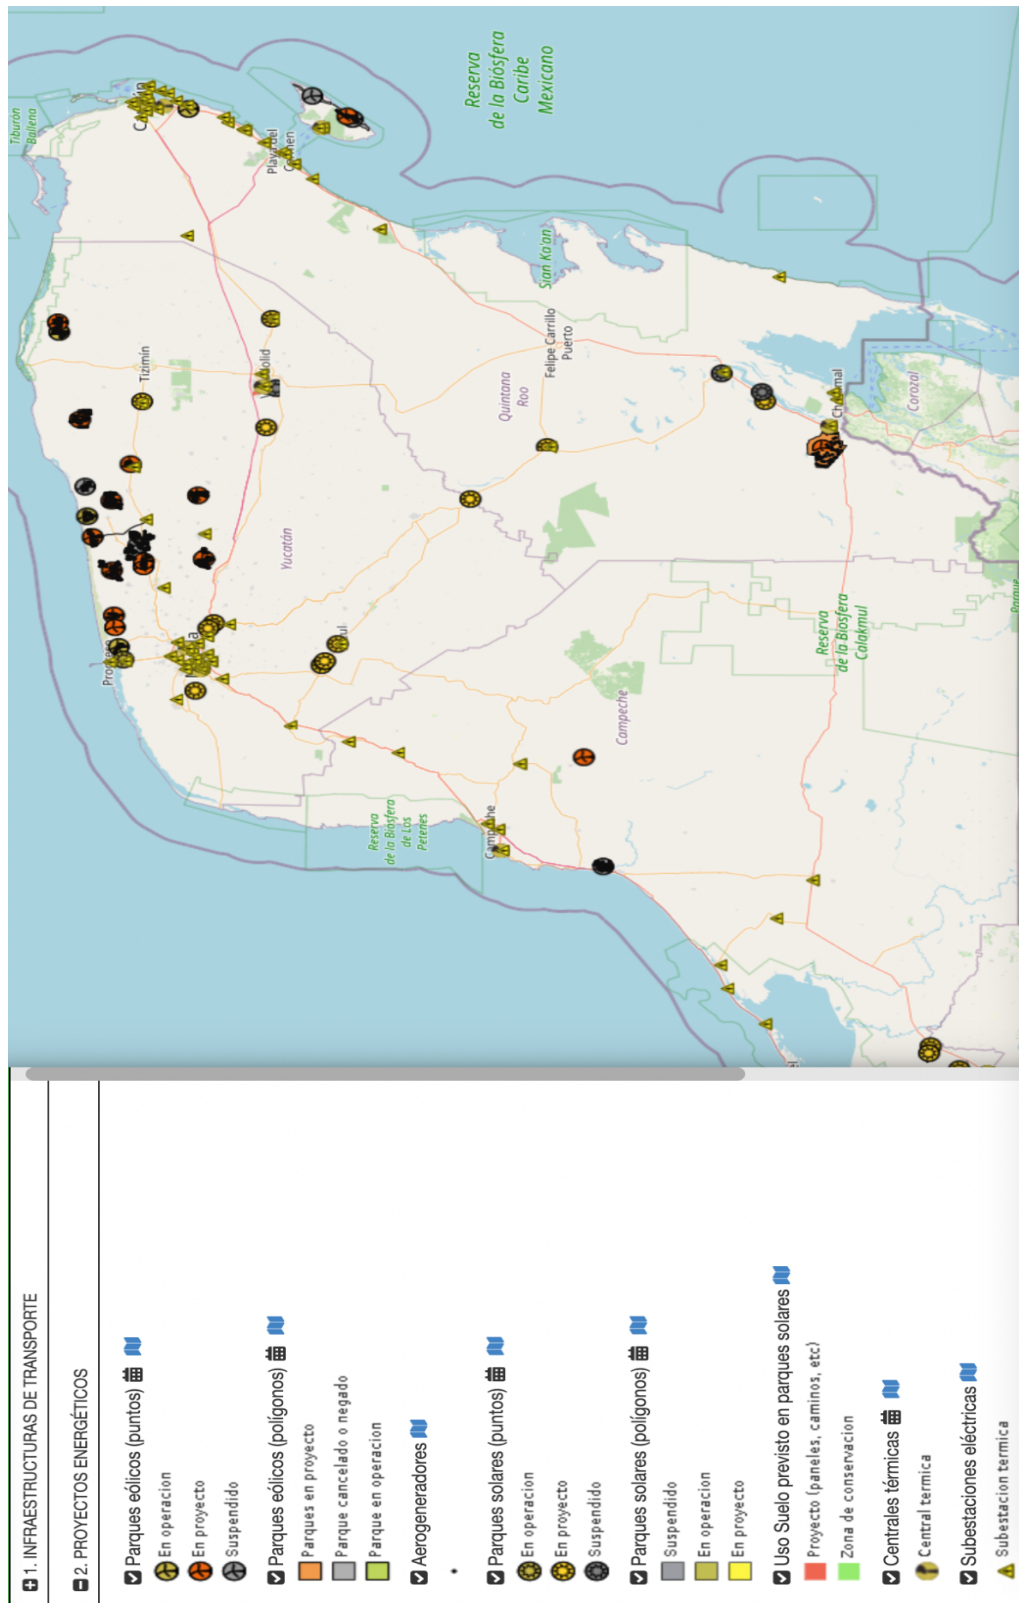 1. INFRAESTRUCTURAS DE TRANSPORTE
2. PROYECTOS ENERGÉTICOS
Parques eólicos (puntos)
En operacion
En proyecto
Suspendido
Parques eólicos (polígonos)
Parques en proyecto
Parque cancelado o negado
Parque en operacion
Aerogeneradores
Parques solares (puntos)
En operacion
En proyecto
Suspendido
Parques solares (polígonos)
Suspendido
En operacion
En proyecto
Uso Suelo previsto en parques solares
Proyecto (paneles, caminos, etc)
Zona de conservacion
Centrales térmicas
Central termica
Subestaciones eléctricas
Subestacion termica
Tiburón
Ballena
Playa del
Carmen
Reserva
de la Biósfera
Caribe
Mexicano
Tizimín
Yucatán
Sian Ka'an
Felipe Carrillo
Puerto
Quintana
Roo
Corozal
Reserva
de la Biósfera
de Los
Petenes
Campeche
Reserva
de la Biósfera
Calakmul